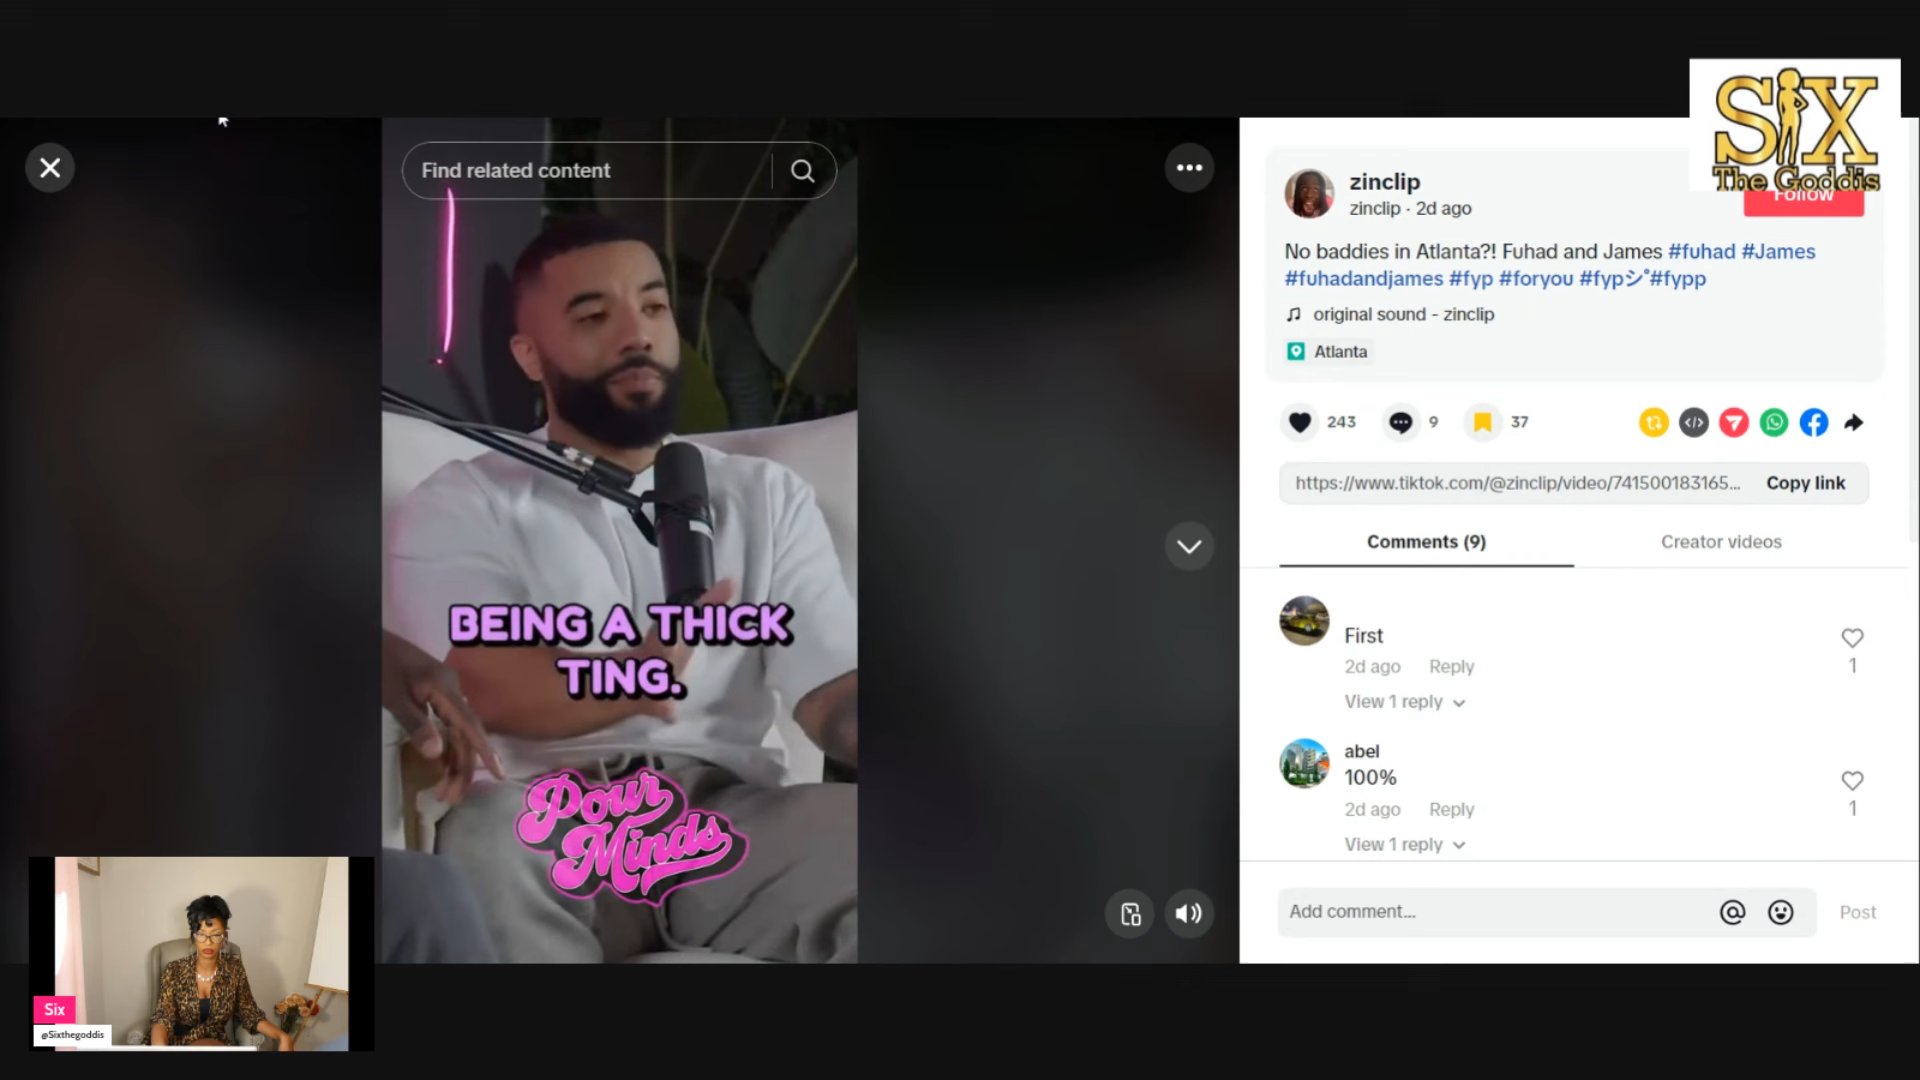 SiX
The Goddis
Find related content
zinclip
zinclip · 2d ago
Follow
No baddies in Atlanta?! Fuhad and James #fuhad #James
#fuhadandjames #fyp #foryou #fypシ゚#fypp
original sound - zinclip
Atlanta
243
9
37
https://www.tiktok.com/@zinclip/video/741500183165...
Copy link
Comments (9)
Creator videos
First
2d ago Reply
1
View 1 reply
abel
100%
2d ago Reply
1
View 1 reply
Add comment...
Post
BEING A THICK
TING.
Pour
Minds
Six
@Sixthegoddis